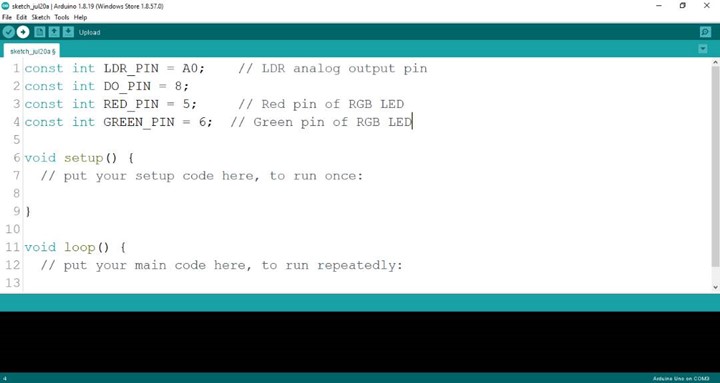 sketch_jul20a | Arduino 1.8.19 (Windows Store 1.8.57.0)
File Edit Sketch Tools Help
Upload
sketch_jul20a §
1 const int LDR_PIN = A0; // LDR analog output pin
2 const int DO_PIN = 8;
3 const int RED_PIN = 5; // Red pin of RGB LED
4 const int GREEN_PIN = 6; // Green pin of RGB LED
5
6 void setup() {
7 // put your setup code here, to run once:
8
9 }
10
11 void loop() {
12 // put your main code here, to run repeatedly:
13
4
Arduino Uno on COM3